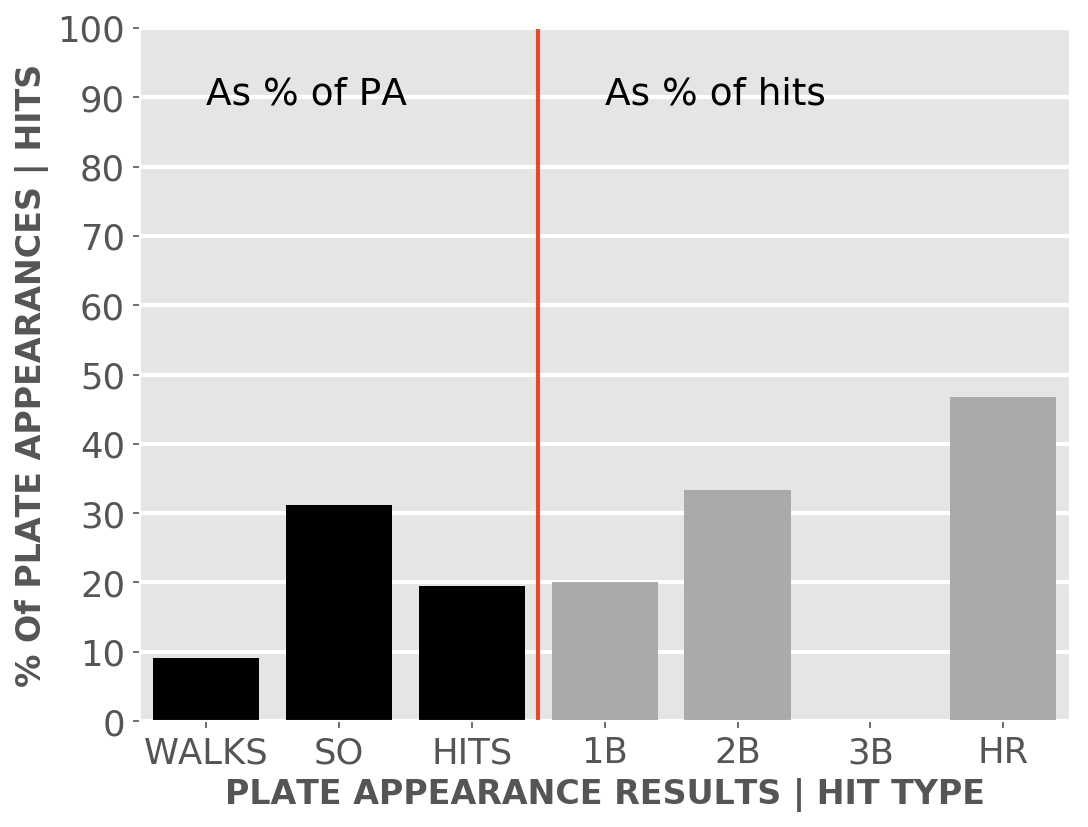 100
90
80
70
60
50
40
30
20
10
0
% Of PLATE APPEARANCES | HITS
As % of PA
As % of hits
WALKS SO HITS 1B 2B 3B HR
PLATE APPEARANCE RESULTS | HIT TYPE